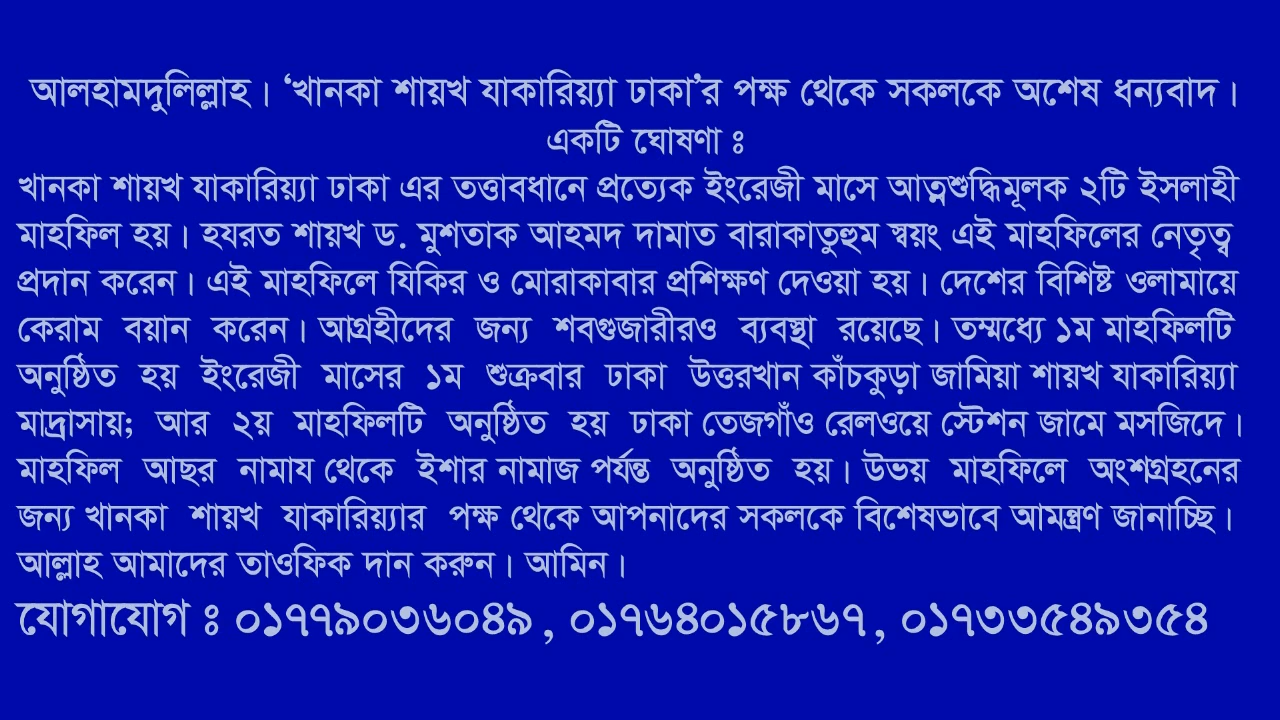 আলহামদুলিল্লাহ। ‘খানকা শায়খ যাকারিয়্যা ঢাকা’র পক্ষ থেকে সকলকে অশেষ ধন্যবাদ।
একটি ঘোষণা ঃ
খানকা শায়খ যাকারিয়্যা ঢাকা এর তত্তাবধানে প্রত্যেক ইংরেজী মাসে আত্নশুদ্ধিমূলক ২টি ইসলাহী
মাহফিল হয়। হযরত শায়খ ড. মুশতাক আহমদ দামাত বারাকাতুহুম স্বয়ং এই মাহফিলের নেতৃত্ব
প্রদান করেন। এই মাহফিলে যিকির ও মোরাকাবার প্রশিক্ষণ দেওয়া হয়। দেশের বিশিষ্ট ওলামায়ে
কেরাম বয়ান করেন। আগ্রহীদের জন্য শবগুজারীরও ব্যবস্থা রয়েছে। তম্মধ্যে ১ম মাহফিলটি
অনুষ্ঠিত হয় ইংরেজী মাসের ১ম শুক্রবার ঢাকা উত্তরখান কাঁচকুড়া জামিয়া শায়খ যাকারিয়্যা
মাদ্রাসায়; আর ২য় মাহফিলটি অনুষ্ঠিত হয় ঢাকা তেজগাঁও রেলওয়ে স্টেশন জামে মসজিদে।
মাহফিল আছর নামায থেকে ইশার নামাজ পর্যন্ত অনুষ্ঠিত হয়। উভয় মাহফিলে অংশগ্রহনের
জন্য খানকা শায়খ যাকারিয়্যার পক্ষ থেকে আপনাদের সকলকে বিশেষভাবে আমন্ত্রণ জানাচ্ছি।
আল্লাহ আমাদের তাওফিক দান করুন। আমিন।
যোগাযোগ ঃ ০১৭৭৯০৩৬০৪৯, ০১৭৬৪০১৫৮৬৭, ০১৭৩৩৫৪৯৩৫৪